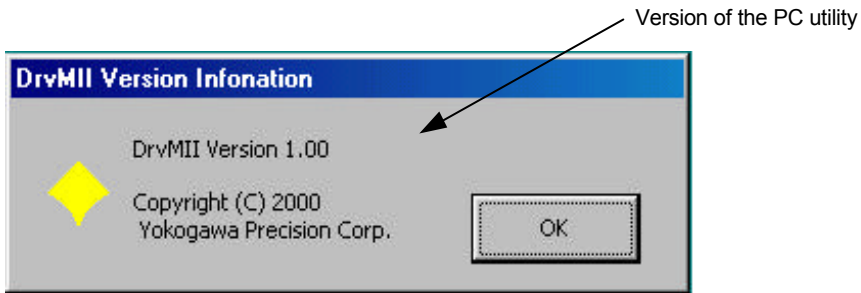 Version of the PC utility
DrvMII Version Infonation
DrvMII Version 1.00
Copyright (C) 2000
Yokogawa Precision Corp.
OK